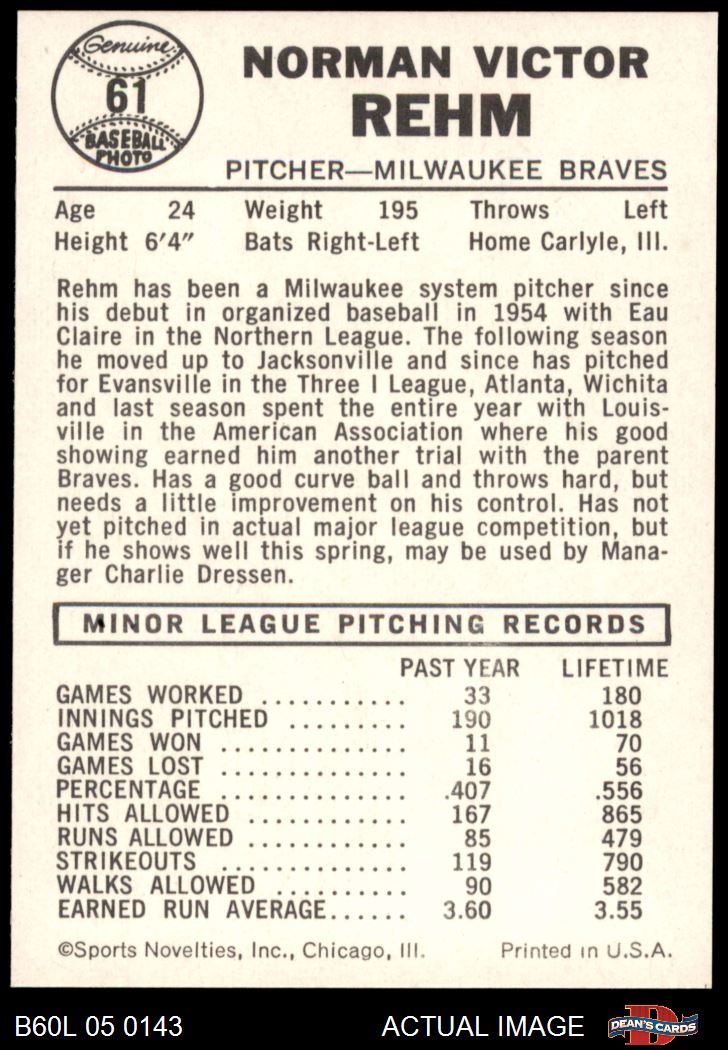 Genuine
61
BASEBALL
PHOTO
NORMAN VICTOR
REHM
PITCHER—MILWAUKEE BRAVES
Age 24 Weight 195 Throws Left
Height 6'4" Bats Right-Left Home Carlyle, Ill.
Rehm has been a Milwaukee system pitcher since
his debut in organized baseball in 1954 with Eau
Claire in the Northern League. The following season
he moved up to Jacksonville and since has pitched
for Evansville in the Three I League, Atlanta, Wichita
and last season spent the entire year with Louis-
ville in the American Association where his good
showing earned him another trial with the parent
Braves. Has a good curve ball and throws hard, but
needs a little improvement on his control. Has not
yet pitched in actual major league competition, but
if he shows well this spring, may be used by Mana-
ger Charlie Dressen.
MINOR LEAGUE PITCHING RECORDS
PAST YEAR LIFETIME
GAMES WORKED ........... 33 180
INNINGS PITCHED ......... 190 1018
GAMES WON .............. 11 70
GAMES LOST .............. 16 56
PERCENTAGE .............. .407 .556
HITS ALLOWED ............ 167 865
RUNS ALLOWED ............ 85 479
STRIKEOUTS .............. 119 790
WALKS ALLOWED .......... 90 582
EARNED RUN AVERAGE...... 3.60 3.55
©Sports Novelties, Inc., Chicago, Ill. Printed in U.S.A.
B60L 05 0143 ACTUAL IMAGE DEAN'S CARDS